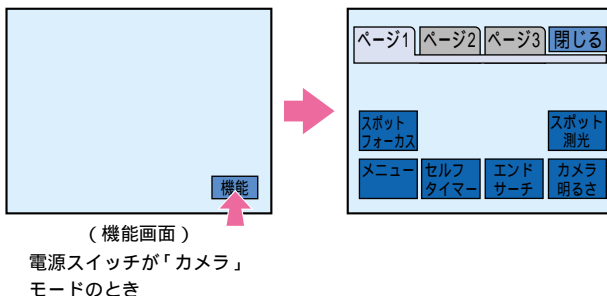 機能
(機能画面)
電源スイッチが「カメラ」
モードのとき
ページ1 ページ2 ページ3 閉じる
スポット
フォーカス
スポット
測光
メニュー
セルフ
タイマー
エンド
サーチ
カメラ
明るさ